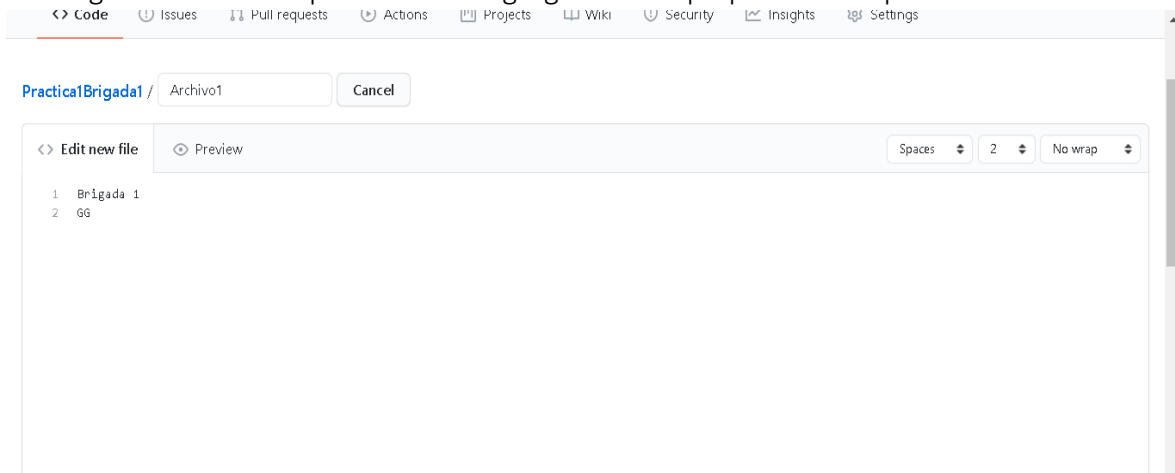 Code Issues Pull requests Actions Projects Wiki Security Insights Settings
Practica1Brigada1 / Archivo1 Cancel
Edit new file Preview Spaces 2 No wrap
1 Brigada 1
2 GG